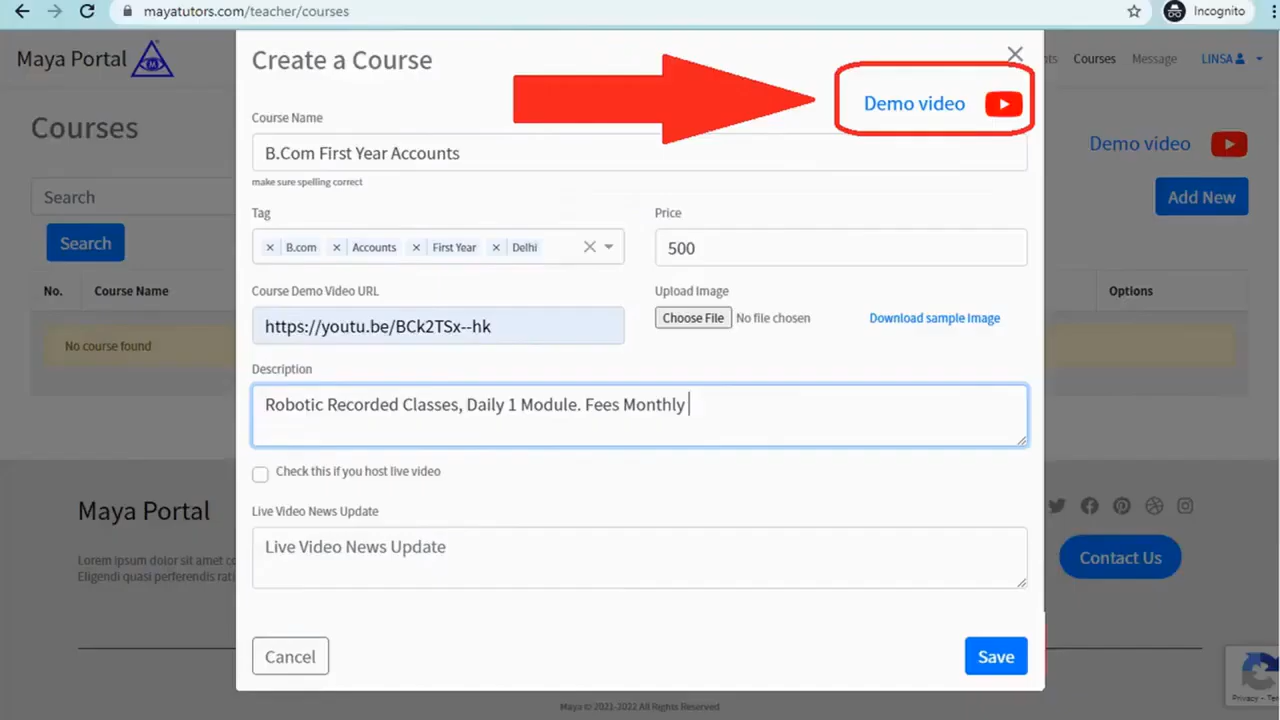 mayatutors.com/teacher/courses
Incognito
Maya Portal
Create a Course
Courses
Message
LINSA
Demo video
Course Name
Courses
B.Com First Year Accounts
Demo video
make sure spelling correct
Search
Add New
Tag
Price
B.com
Accounts
First Year
Delhi
500
Search
Course Demo Video URL
Upload Image
No.
Course Name
Options
https://youtu.be/BCk2TSx--hk
Choose File
No file chosen
Download sample Image
No course found
Description
Robotic Recorded Classes, Daily 1 Module. Fees Monthly
Check this if you host live video
Live Video News Update
Maya Portal
Live Video News Update
Lorem ipsum dolor sit amet
Eligendi quasi perferendis
Contact Us
Cancel
Save
Privacy
Maya © 2021-2022 All Rights Reserved